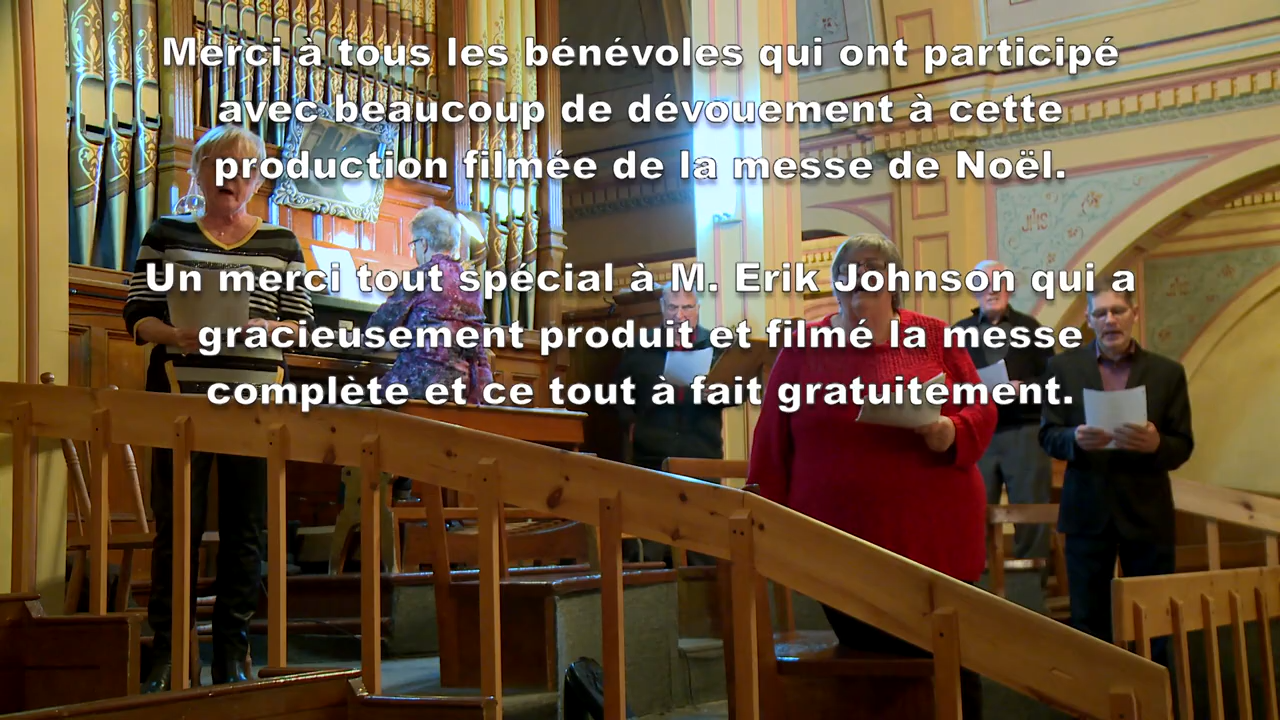 Merci à tous les bénévoles qui ont participé
avec beaucoup de dévouement à cette
production filmée de la messe de Noël.
Un merci tout spécial à M. Erik Johnson qui a
gracieusement produit et filmé la messe
complète et ce tout à fait gratuitement.
JHS